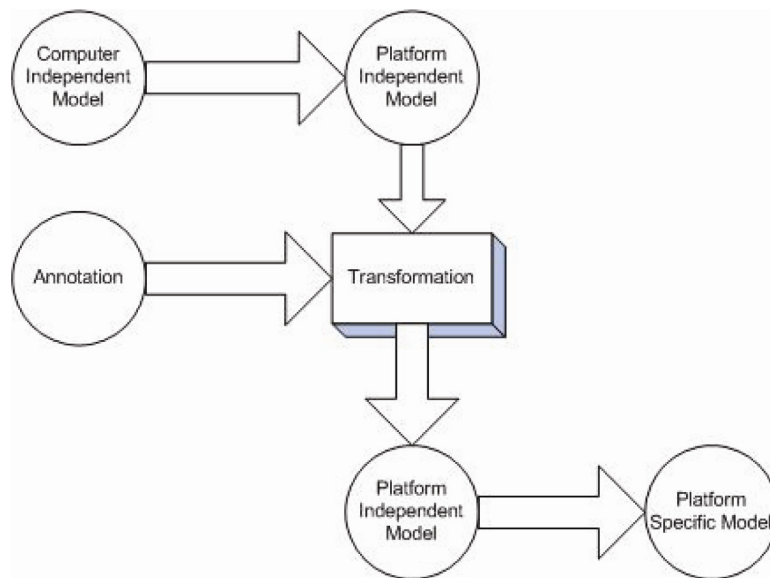 Computer
Independent
Model
Platform
Independent
Model
Annotation
Transformation
Platform
Independent
Model
Platform
Specific Model